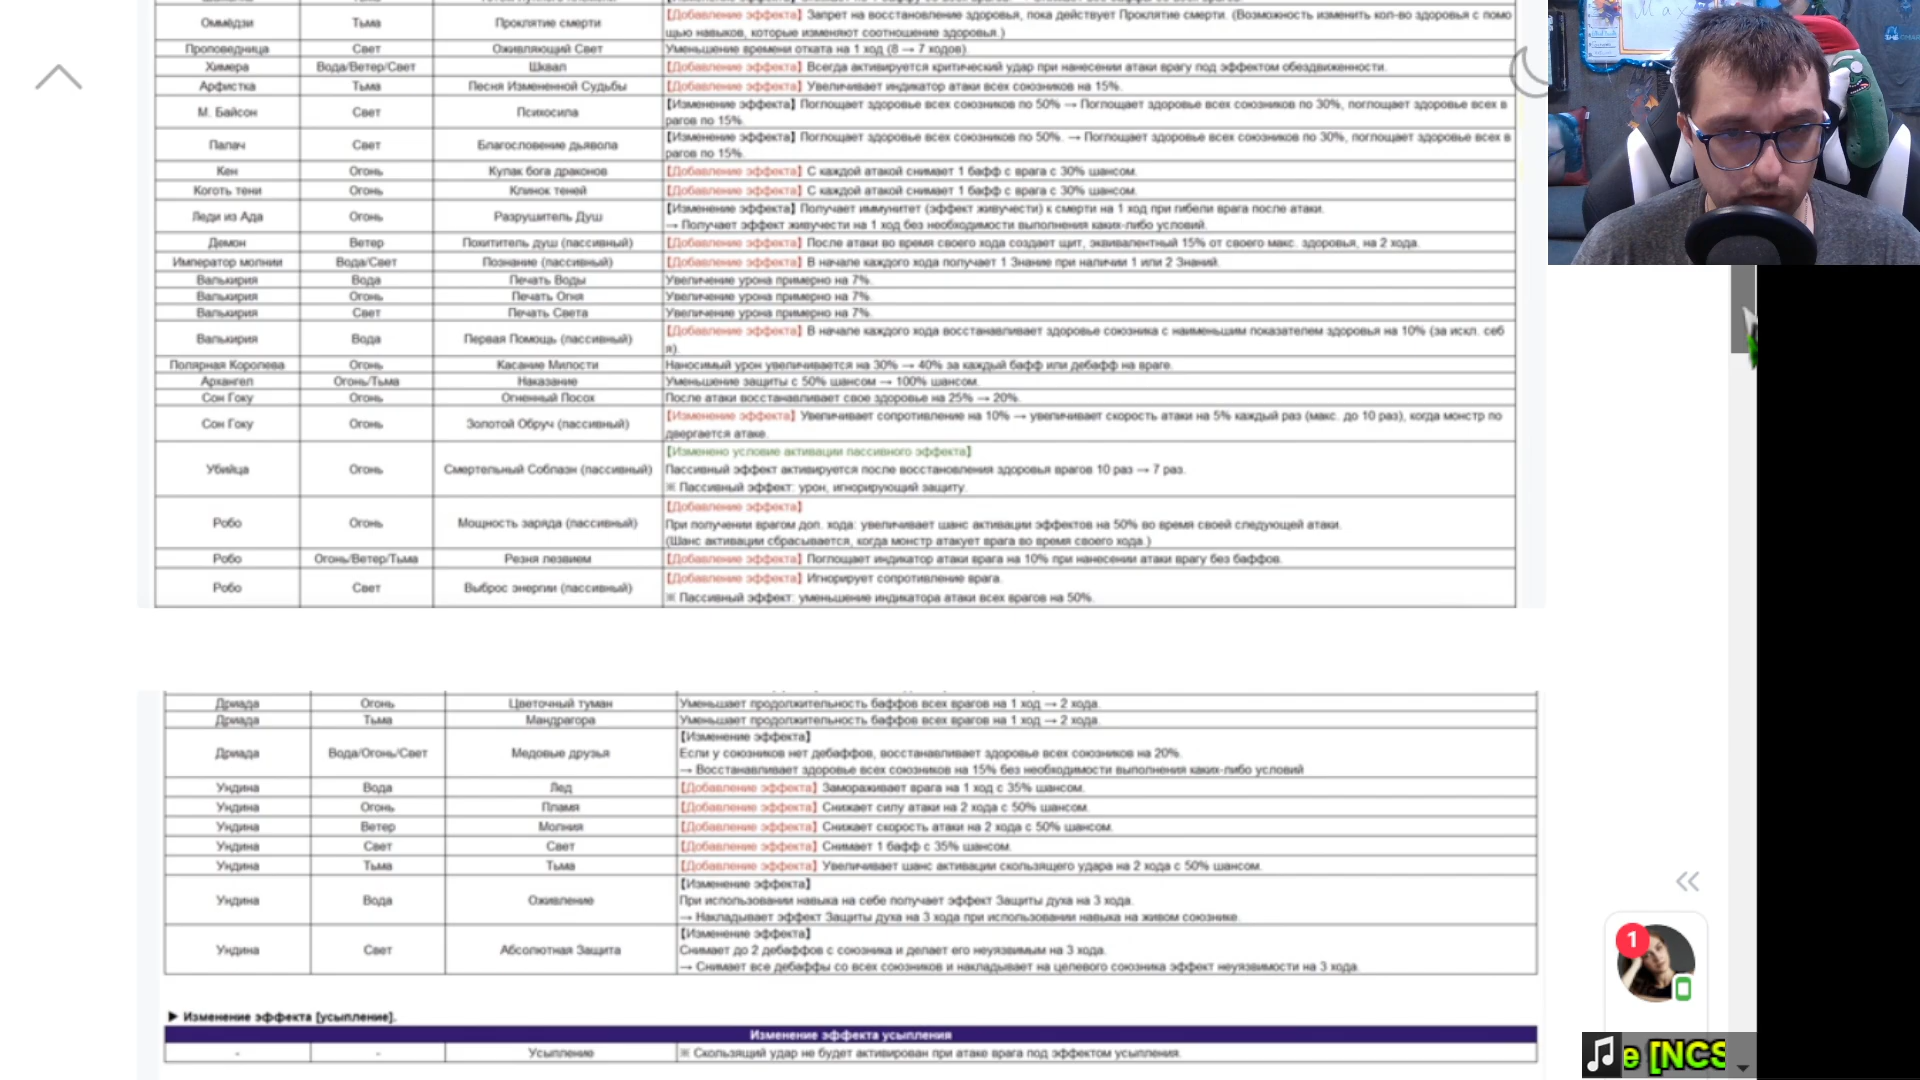 Оммёдзи Тьма Проклятие смерти 【Добавление эффекта】 Запрет на восстановление здоровья, пока действует Проклятие смерти. (Возможность изменить кол-во здоровья с помо
щью навыков, которые изменяют соотношение здоровья.)
Проповедница Свет Оживляющий Свет Уменьшение времени отката на 1 ход (8 → 7 ходов).
Химера Вода/Ветер/Свет Шквал 【Добавление эффекта】 Всегда активируется критический удар при нанесении атаки врагу под эффектом обездвиженности.
Арфистка Тьма Песня Измененной Судьбы 【Добавление эффекта】 Увеличивает индикатор атаки всех союзников на 15%.
М. Байсон Свет Психосила 【Изменение эффекта】 Поглощает здоровье всех союзников по 50% → Поглощает здоровье всех союзников по 30%, поглощает здоровье всех в
рагов по 15%.
Палач Свет Благословение дьявола 【Изменение эффекта】 Поглощает здоровье всех союзников по 50%. → Поглощает здоровье всех союзников по 30%, поглощает здоровье всех в
рагов по 15%.
Кен Огонь Кулак бога драконов 【Добавление эффекта】 С каждой атакой снимает 1 бафф с врага с 30% шансом.
Коготь тени Огонь Клинок теней 【Добавление эффекта】 С каждой атакой снимает 1 бафф с врага с 30% шансом.
Леди из Ада Огонь Разрушитель Душ 【Изменение эффекта】 Получает иммунитет (эффект живучести) к смерти на 1 ход при гибели врага после атаки.
→ Получает эффект живучести на 1 ход без необходимости выполнения каких-либо условий.
Демон Ветер Похититель душ (пассивный) 【Добавление эффекта】 После атаки во время своего хода создает щит, эквивалентный 15% от своего макс. здоровья, на 2 хода.
Император молнии Вода/Свет Познание (пассивный) 【Добавление эффекта】 В начале каждого хода получает 1 Знание при наличии 1 или 2 Знаний.
Валькирия Вода Печать Воды Увеличение урона примерно на 7%.
Валькирия Огонь Печать Огня Увеличение урона примерно на 7%.
Валькирия Свет Печать Света Увеличение урона примерно на 7%.
Валькирия Вода Первая Помощь (пассивный) 【Добавление эффекта】 В начале каждого хода восстанавливает здоровье союзника с наименьшим показателем здоровья на 10% (за искл. себ
я).
Полярная Королева Огонь Касание Милости Наносимый урон увеличивается на 30% → 40% за каждый бафф или дебафф на враге.
Архангел Огонь/Тьма Наказание Уменьшение защиты с 50% шансом → 100% шансом.
Сон Гоку Огонь Огненный Посох После атаки восстанавливает свое здоровье на 25% → 20%.
Сон Гоку Огонь Золотой Обруч (пассивный) 【Изменение эффекта】 Увеличивает сопротивление на 10% → увеличивает скорость атаки на 5% каждый раз (макс. до 10 раз), когда монстр по
двергается атаке.
Убийца Огонь Смертельный Соблазн (пассивный) 【Изменено условие активации пассивного эффекта】
Пассивный эффект активируется после восстановления здоровья врагов 10 раз → 7 раз.
※ Пассивный эффект: урон, игнорирующий защиту.
Робо Огонь Мощность заряда (пассивный) 【Добавление эффекта】
При получении врагом доп. хода: увеличивает шанс активации эффектов на 50% во время своей следующей атаки.
(Шанс активации сбрасывается, когда монстр атакует врага во время своего хода.)
Робо Огонь/Ветер/Тьма Резня лезвием 【Добавление эффекта】 Поглощает индикатор атаки врага на 10% при нанесении атаки врагу без баффов.
Робо Свет Выброс энергии (пассивный) 【Добавление эффекта】 Игнорирует сопротивление врага.
※ Пассивный эффект: уменьшение индикатора атаки всех врагов на 50%.
Дриада Огонь Цветочный туман Уменьшает продолжительность баффов всех врагов на 1 ход → 2 хода.
Дриада Тьма Мандрагора Уменьшает продолжительность баффов всех врагов на 1 ход → 2 хода.
Дриада Вода/Огонь/Свет Медовые друзья 【Изменение эффекта】
Если у союзников нет дебаффов, восстанавливает здоровье всех союзников на 20%.
→ Восстанавливает здоровье всех союзников на 15% без необходимости выполнения каких-либо условий
Ундина Вода Лед 【Добавление эффекта】 Замораживает врага на 1 ход с 35% шансом.
Ундина Огонь Пламя 【Добавление эффекта】 Снижает силу атаки на 2 хода с 50% шансом.
Ундина Ветер Молния 【Добавление эффекта】 Снижает скорость атаки на 2 хода с 50% шансом.
Ундина Свет Свет 【Добавление эффекта】 Снимает 1 бафф с 35% шансом.
Ундина Тьма Тьма 【Добавление эффекта】 Увеличивает шанс активации скользящего удара на 2 хода с 50% шансом.
Ундина Вода Оживление 【Изменение эффекта】
При использовании навыка на себе получает эффект Защиты духа на 3 хода.
→ Накладывает эффект Защиты духа на 3 хода при использовании навыка на живом союзнике.
Ундина Свет Абсолютная Защита 【Изменение эффекта】
Снимает до 2 дебаффов с союзника и делает его неуязвимым на 3 хода.
→ Снимает все дебаффы со всех союзников и накладывает на целевого союзника эффект неуязвимости на 3 хода.
▶ Изменение эффекта [усыпление].
Изменение эффекта усыпления
- - Усыпление ※ Скользящий удар не будет активирован при атаке врага под эффектом усыпления.
1
e [NCS